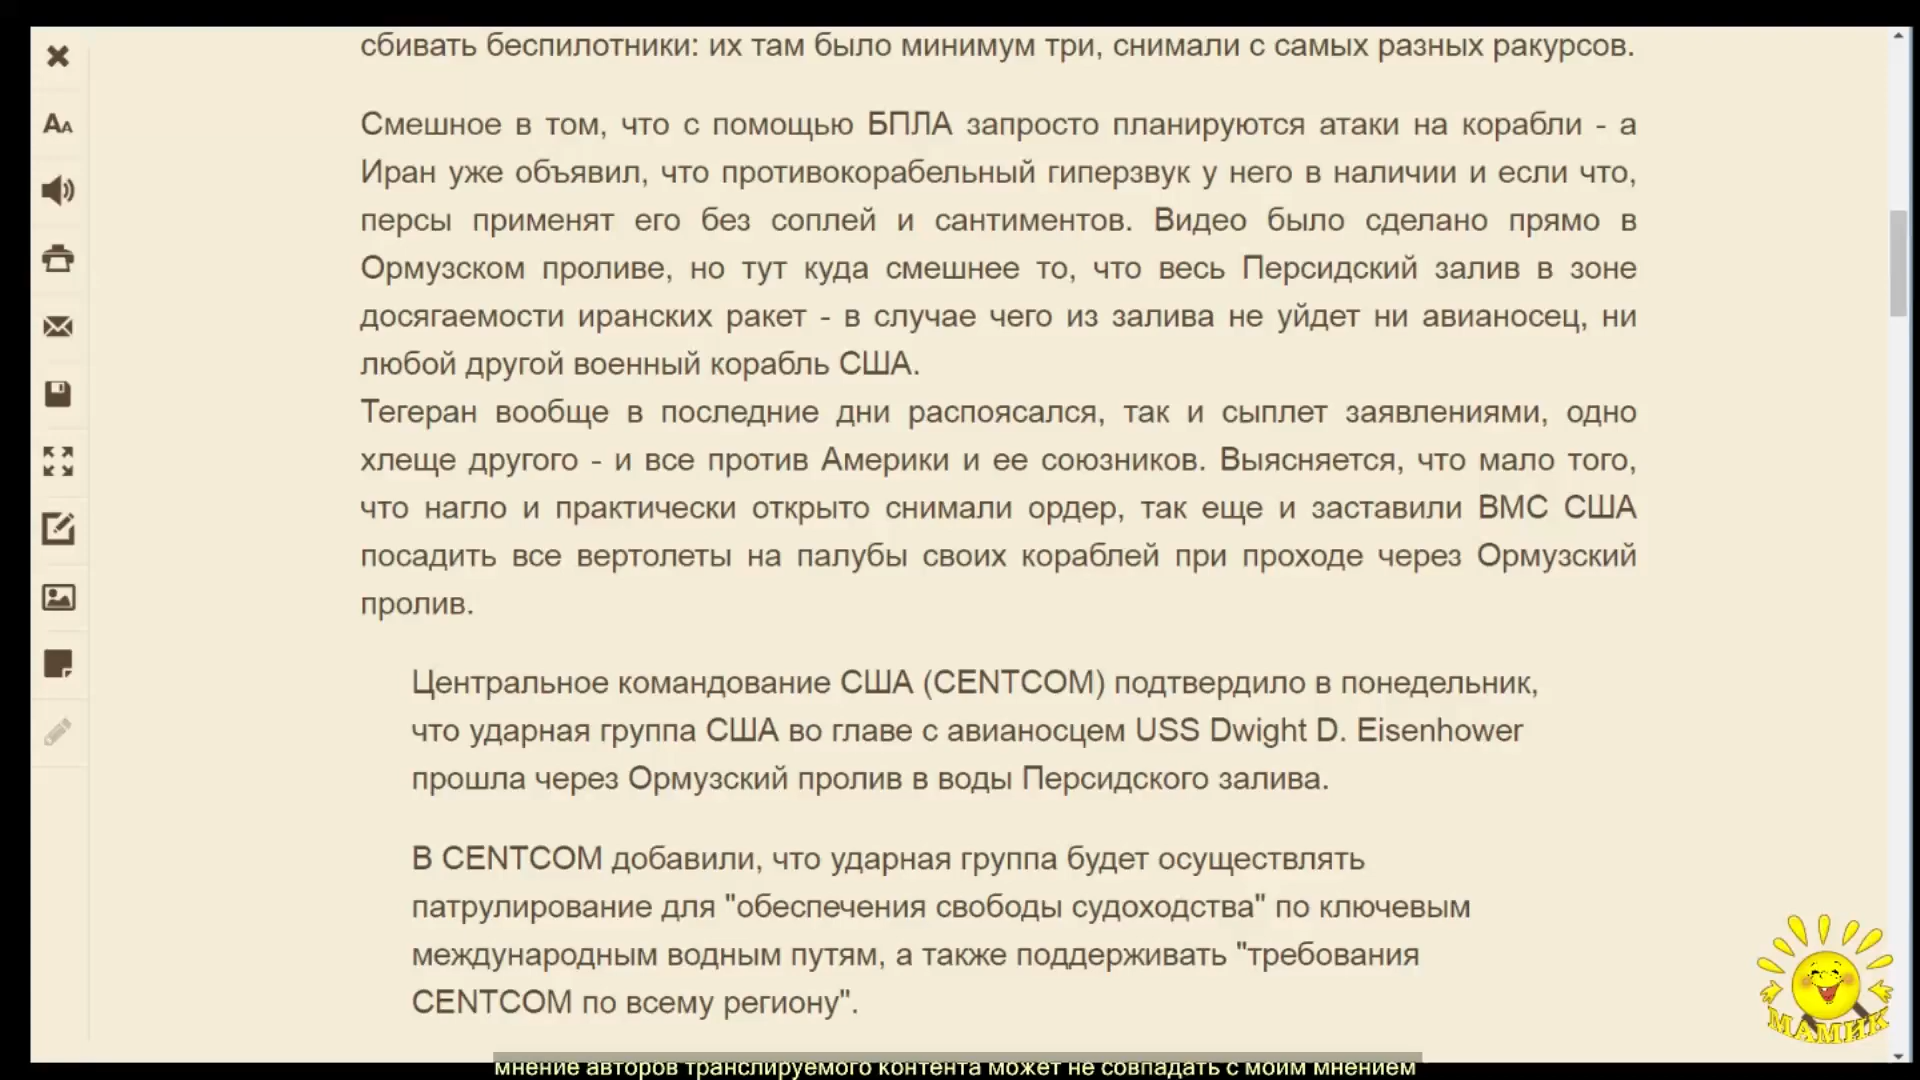 сбивать беспилотники: их там было минимум три, снимали с самых разных ракурсов.
Смешное в том, что с помощью БПЛА запросто планируются атаки на корабли - а
Иран уже объявил, что противокорабельный гиперзвук у него в наличии и если что,
персы применят его без соплей и сантиментов. Видео было сделано прямо в
Ормузском проливе, но тут куда смешнее то, что весь Персидский залив в зоне
досягаемости иранских ракет - в случае чего из залива не уйдет ни авианосец, ни
любой другой военный корабль США.
Тегеран вообще в последние дни распоясался, так и сыплет заявлениями, одно
хлеще другого - и все против Америки и ее союзников. Выясняется, что мало того,
что нагло и практически открыто снимали ордер, так еще и заставили ВМС США
посадить все вертолеты на палубы своих кораблей при проходе через Ормузский
пролив.
Центральное командование США (CENTCOM) подтвердило в понедельник,
что ударная группа США во главе с авианосцем USS Dwight D. Eisenhower
прошла через Ормузский пролив в воды Персидского залива.
В CENTCOM добавили, что ударная группа будет осуществлять
патрулирование для "обеспечения свободы судоходства" по ключевым
международным водным путям, а также поддерживать "требования
CENTCOM по всему региону".
МАМИК
мнение авторов транслируемого контента может не совпадать с моим мнением